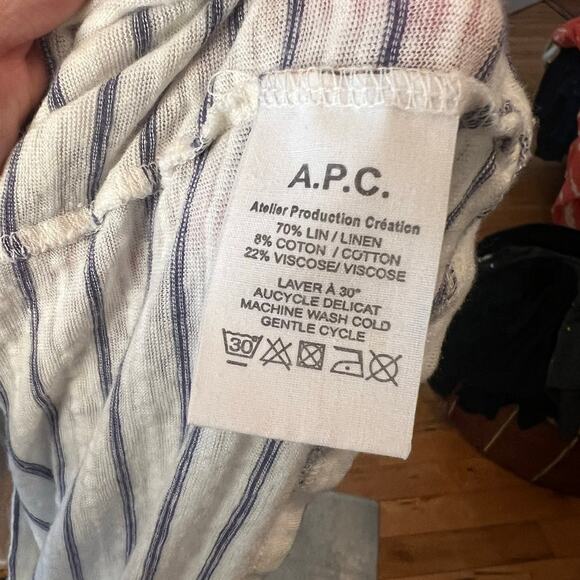 A.P.C.
Atelier Production Création
70% LIN / LINEN
8% COTON / COTTON
22% VISCOSE/ VISCOSE
LAVER À 30°
AUCYCLE DELICAT
MACHINE WASH COLD
GENTLE CYCLE
30°